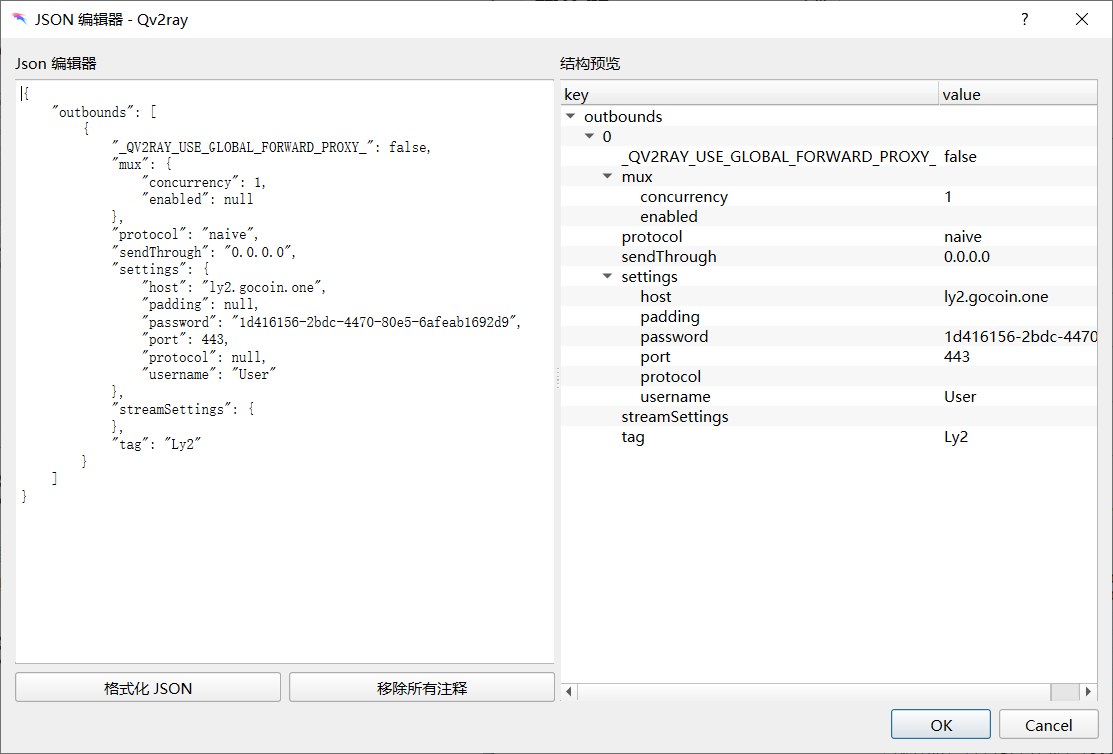 JSON 编辑器 - Qv2ray
?
Json 编辑器
{
"outbounds": [
{
"_QV2RAY_USE_GLOBAL_FORWARD_PROXY_": false,
"mux": {
"concurrency": 1,
"enabled": null
},
"protocol": "naive",
"sendThrough": "0.0.0.0",
"settings": {
"host": "ly2.gocoin.one",
"padding": null,
"password": "1d416156-2bdc-4470-80e5-6afeab1692d9",
"port": 443,
"protocol": null,
"username": "User"
},
"streamSettings": {
},
"tag": "Ly2"
}
]
}
格式化 JSON
移除所有注释
结构预览
key value
outbounds
0
_QV2RAY_USE_GLOBAL_FORWARD_PROXY_ false
mux
concurrency 1
enabled
protocol naive
sendThrough 0.0.0.0
settings
host ly2.gocoin.one
padding
password 1d416156-2bdc-4470
port 443
protocol
username User
streamSettings
tag Ly2
OK
Cancel